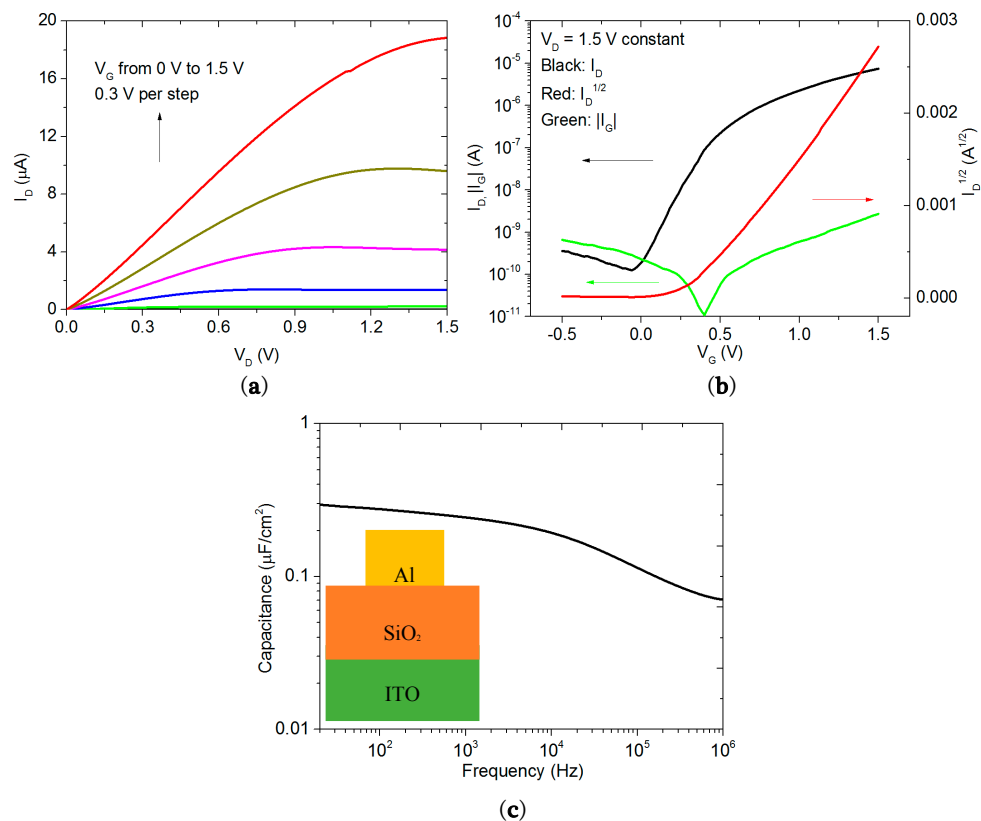 20
16
12
8
4
0
I_D (μA)
V_G from 0 V to 1.5 V
0.3 V per step
0.0 0.3 0.6 0.9 1.2 1.5
V_D (V)
(a)
10^-4
10^-5
10^-6
10^-7
10^-8
10^-9
10^-10
10^-11
I_D, |I_G| (A)
V_D = 1.5 V constant
Black: I_D
Red: I_D^1/2
Green: ||I_G|
0.003
0.002
0.001
0.000
I_D^1/2 (A^1/2)
-0.5 0.0 0.5 1.0 1.5
V_G (V)
(b)
1
0.1
0.01
Capacitance (μF/cm^2)
Al
SiO₂
ITO
10^2 10^3 10^4 10^5 10^6
Frequency (Hz)
(c)